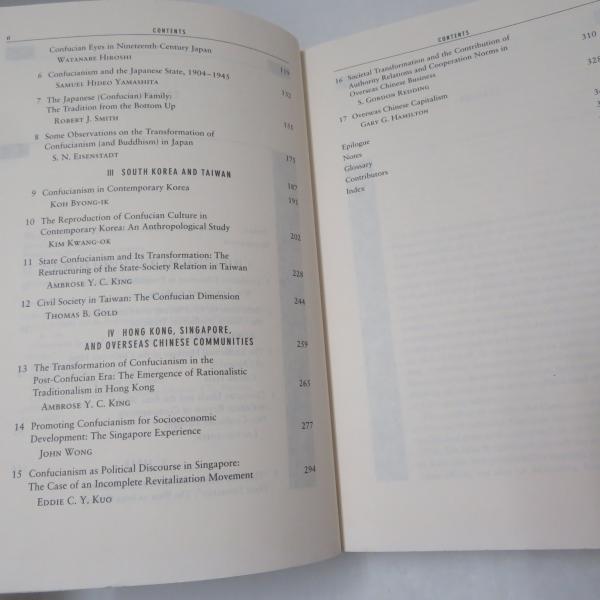 CONTENTS
Confucian Eyes in Nineteenth-Century Japan
WATANABE HIROSHI 119
6 Confucianism and the Japanese State, 1904–1945
SAMUEL HIDEO YAMASHITA 132
7 The Japanese (Confucian) Family:
The Tradition from the Bottom Up
ROBERT J. SMITH 155
8 Some Observations on the Transformation of
Confucianism (and Buddhism) in Japan
S. N. EISENSTADT 175
III SOUTH KOREA AND TAIWAN 187
9 Confucianism in Contemporary Korea
KOH BYONG-IK 191
10 The Reproduction of Confucian Culture in
Contemporary Korea: An Anthropological Study
KIM KWANG-OK 202
11 State Confucianism and Its Transformation: The
Restructuring of the State-Society Relation in Taiwan
AMBROSE Y. C. KING 228
12 Civil Society in Taiwan: The Confucian Dimension
THOMAS B. GOLD 244
IV HONG KONG, SINGAPORE,
AND OVERSEAS CHINESE COMMUNITIES 259
13 The Transformation of Confucianism in the
Post-Confucian Era: The Emergence of Rationalistic
Traditionalism in Hong Kong
AMBROSE Y. C. KING 265
14 Promoting Confucianism for Socioeconomic
Development: The Singapore Experience
JOHN WONG 277
15 Confucianism as Political Discourse in Singapore:
The Case of an Incomplete Revitalization Movement
EDDIE C. Y. KUO 294
CONTENTS
16 Societal Transformation and the Contribution of
Authority Relations and Cooperation Norms in
Overseas Chinese Business
S. GORDON REDDING 310
17 Overseas Chinese Capitalism
GARY G. HAMILTON 328
Epilogue
Notes
Glossary
Contributors
Index